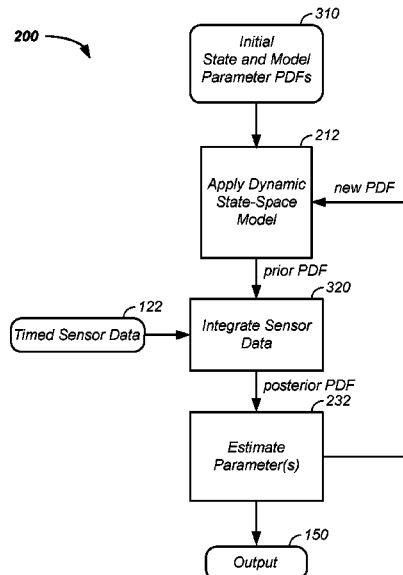 310
200
Initial
State and Model
Parameter PDFs
212
Apply Dynamic
State-Space
Model
new PDF
prior PDF
320
122
Timed Sensor Data
Integrate Sensor
Data
posterior PDF
232
Estimate
Parameter(s)
150
Output